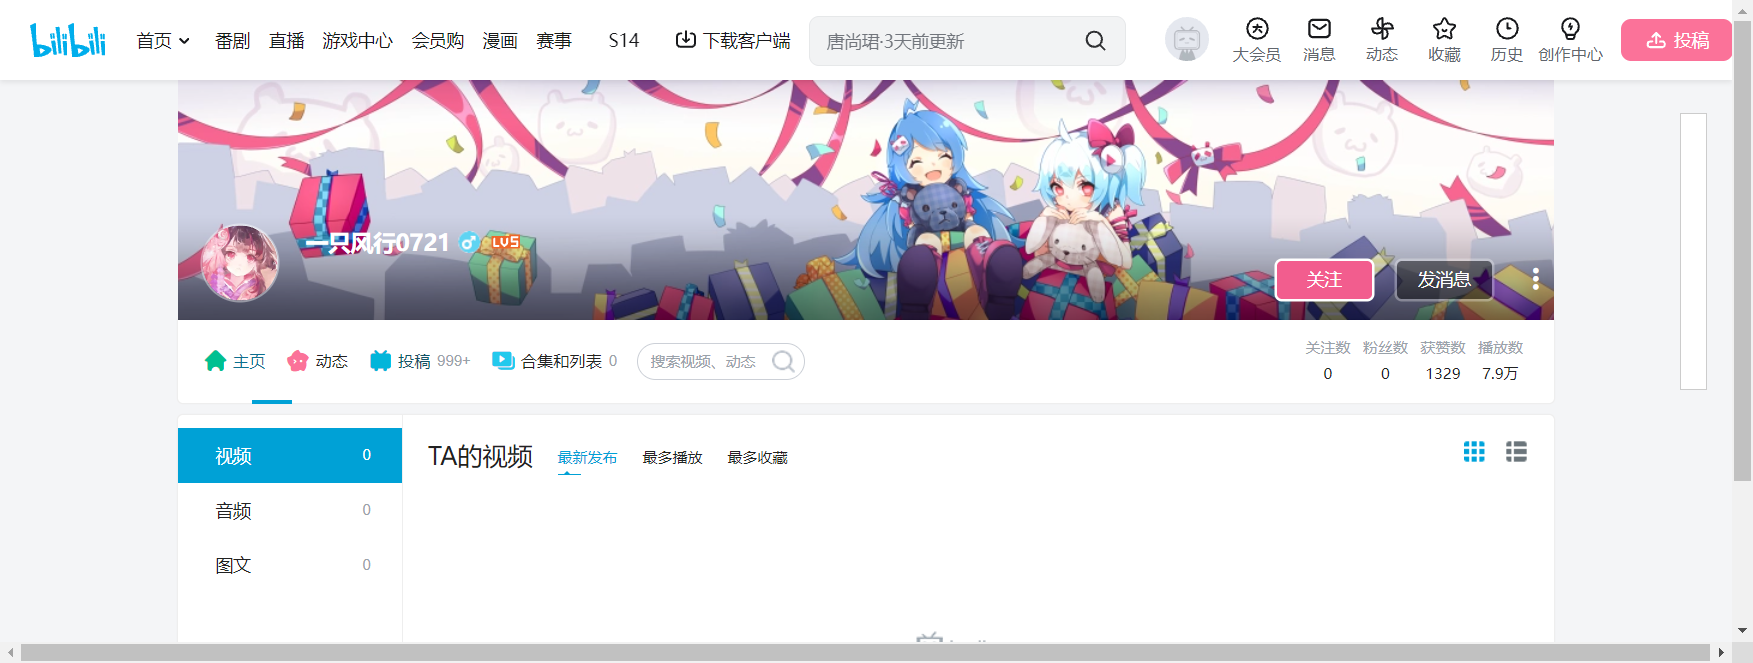 bilibili 首页 番剧 直播 游戏中心 会员购 漫画 赛事 S14 下载客户端 唐尚珺·3天前更新 大会员 消息 动态 收藏 历史 创作中心 投稿
一只风行0721 LV5
关注 发消息
主页 动态 投稿 999+ 合集和列表 0 搜索视频、动态
关注数 粉丝数 获赞数 播放数
0 0 1329 7.9万
视频 0
TA的视频 最新发布 最多播放 最多收藏
音频 0
图文 0